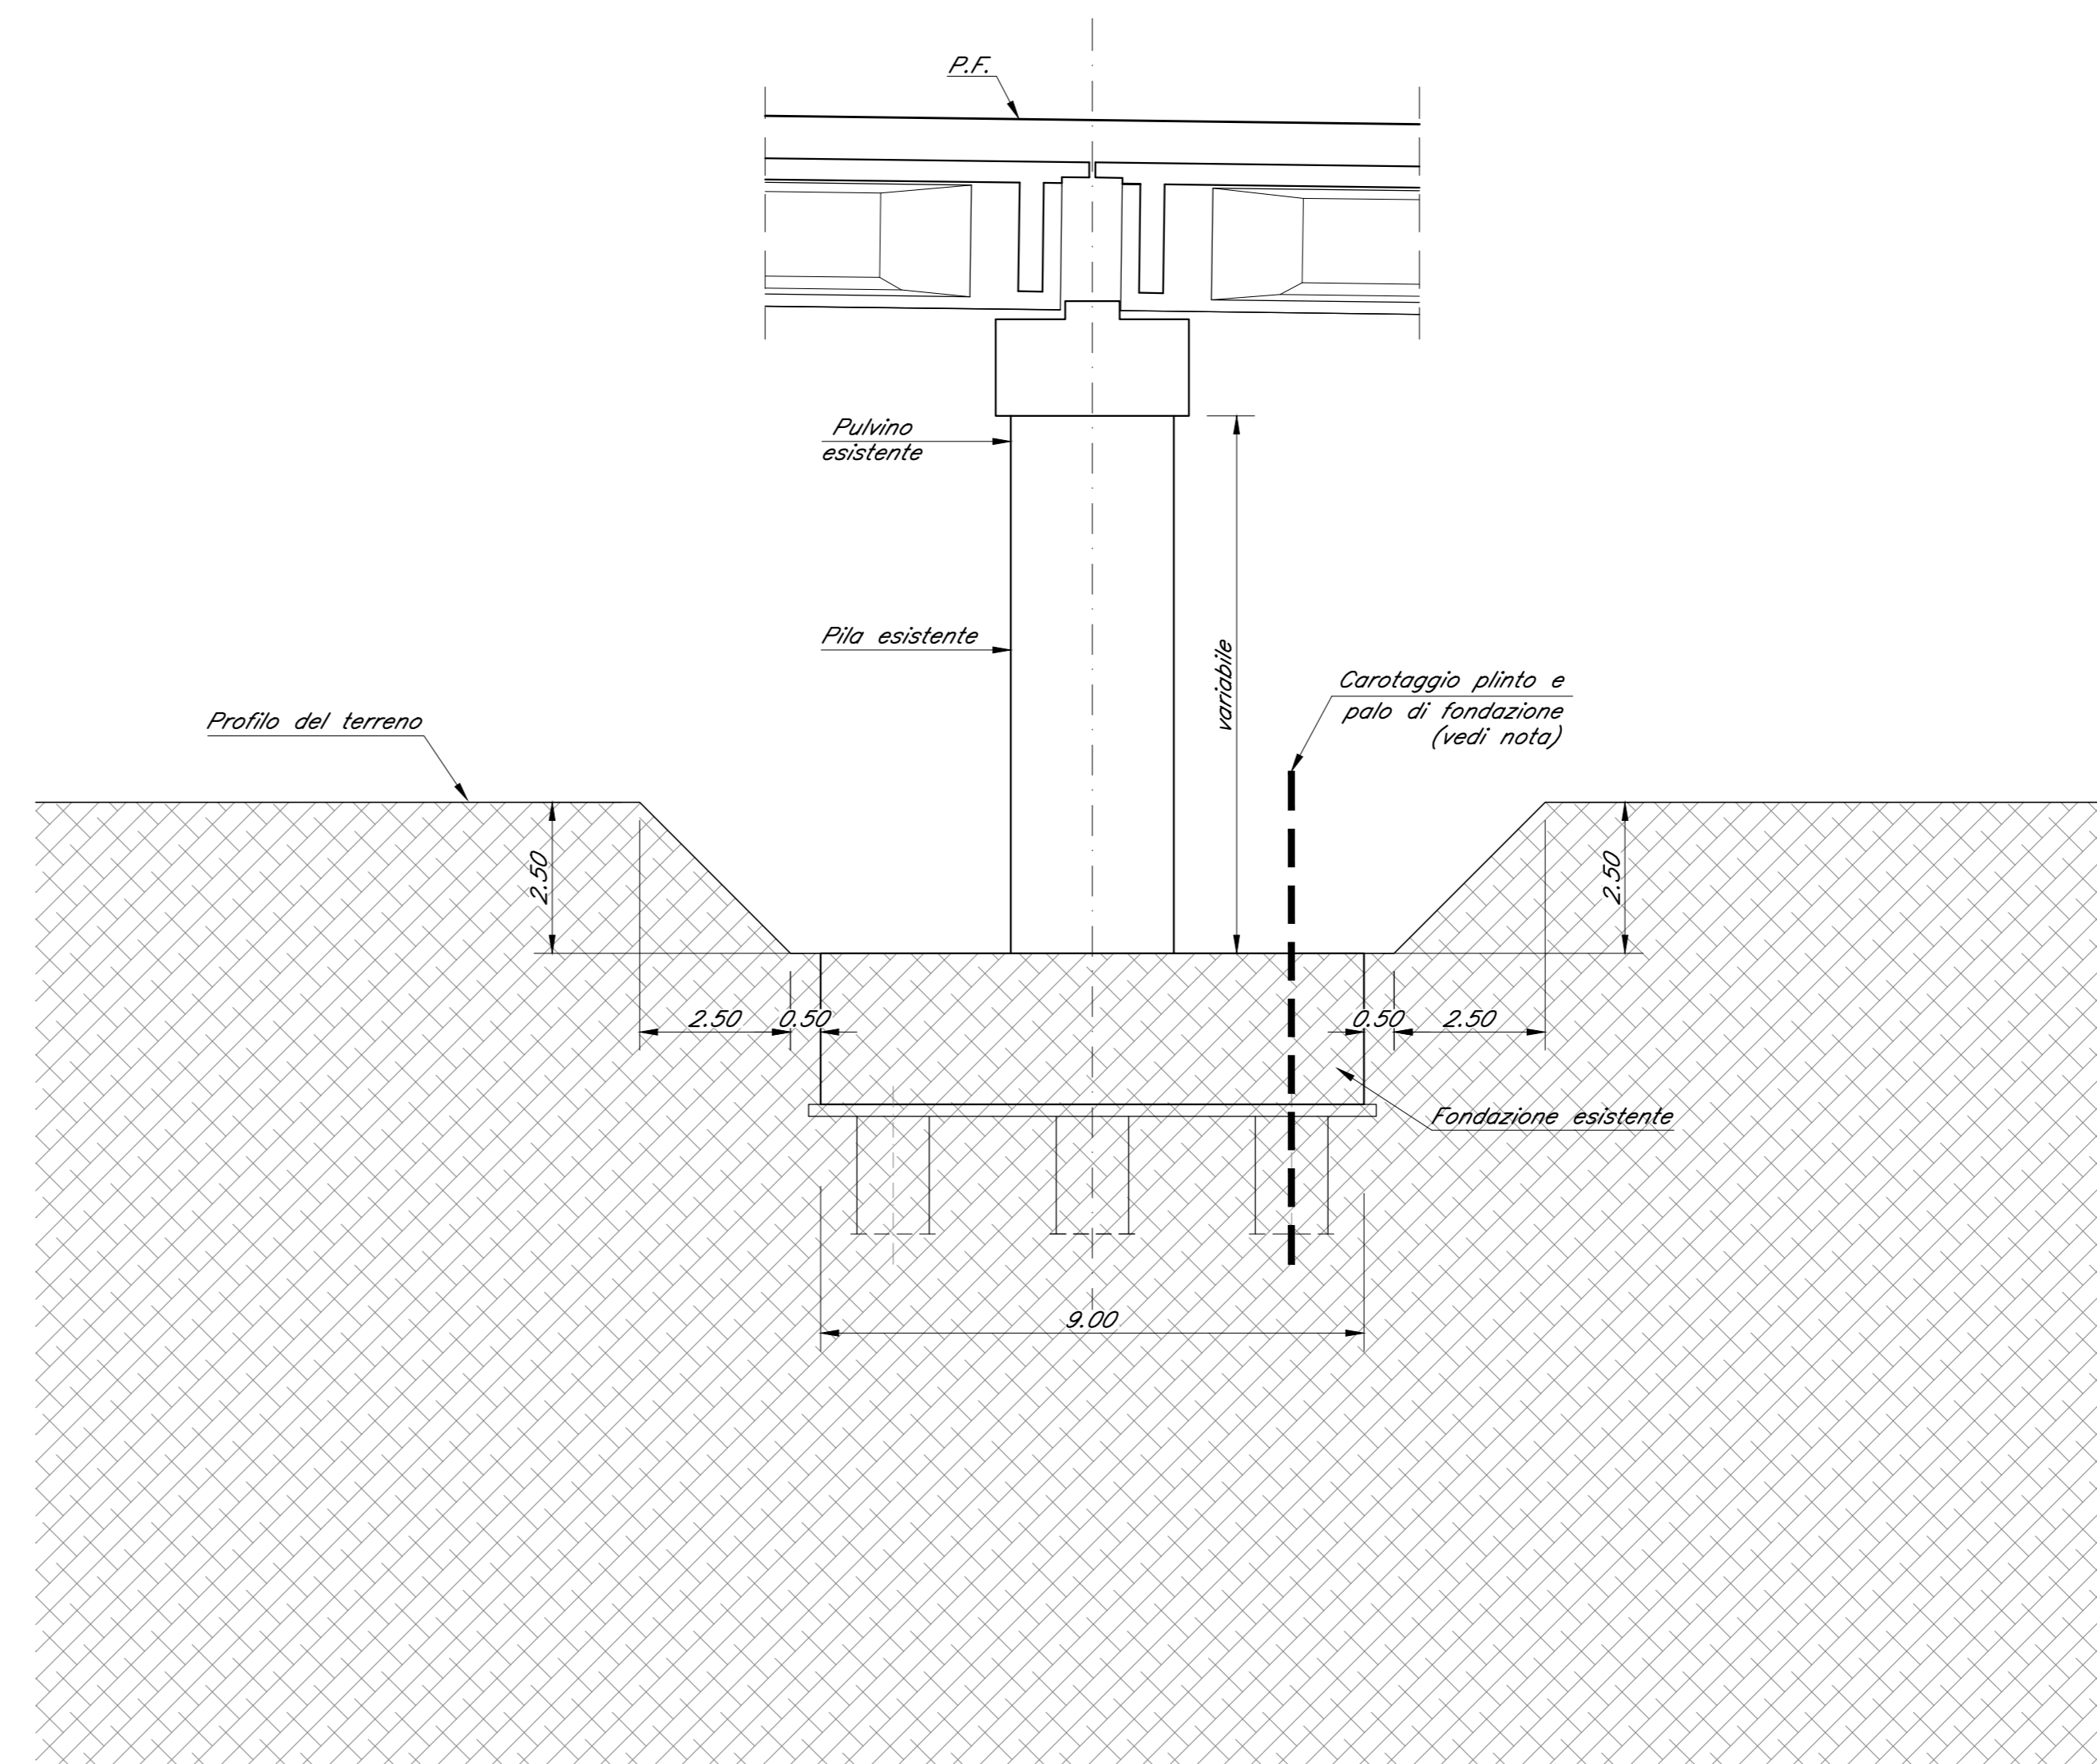 P.F.
Pulvino
esistente
Pila esistente
variabile
Carotaggio plinto e
palo di fondazione
(vedi nota)
Profilo del terreno
2.50
2.50
2.50
0.50
0.50
2.50
Fondazione esistente
9.00